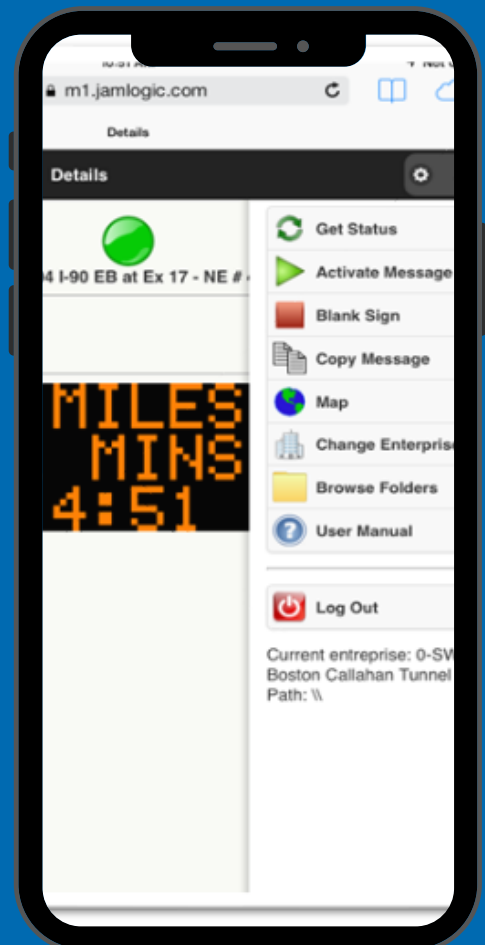 m1.jamlogic.com
Details
Details
4 I-90 EB at Ex 17 - NE #
MILES
MINS
4:51
Get Status
Activate Message
Blank Sign
Copy Message
Map
Change Enterprise
Browse Folders
User Manual
Log Out
Current entreprise: 0-SW
Boston Callahan Tunnel
Path: \\